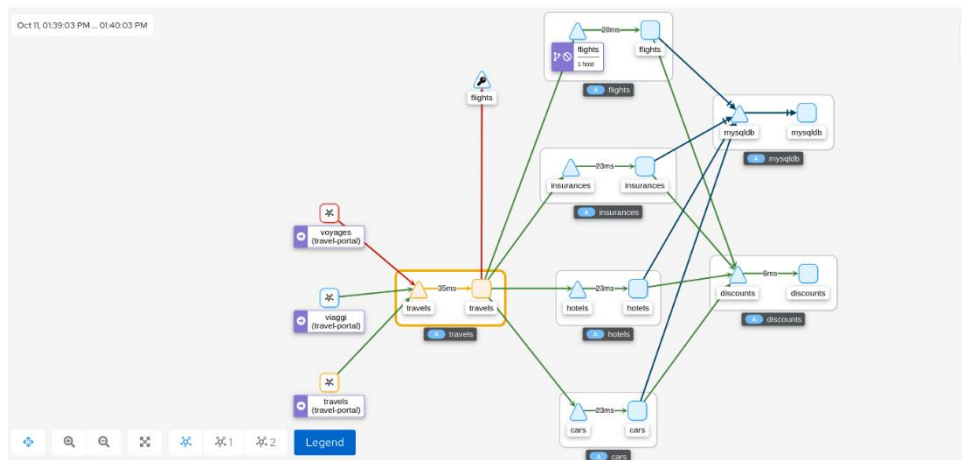 Oct 11, 01:39:03 PM ... 01:40:03 PM
20ms
flights
1 host
flights
A flights
flights
mysqldb
mysqldb
A mysqldb
23ms
insurances
insurances
A insurances
voyages
(travel-portal)
35ms
travels
travels
A travels
viaggi
(travel-portal)
23ms
hotels
hotels
A hotels
6ms
discounts
discounts
A discounts
travels
(travel-portal)
23ms
cars
cars
A cars
1
2
Legend